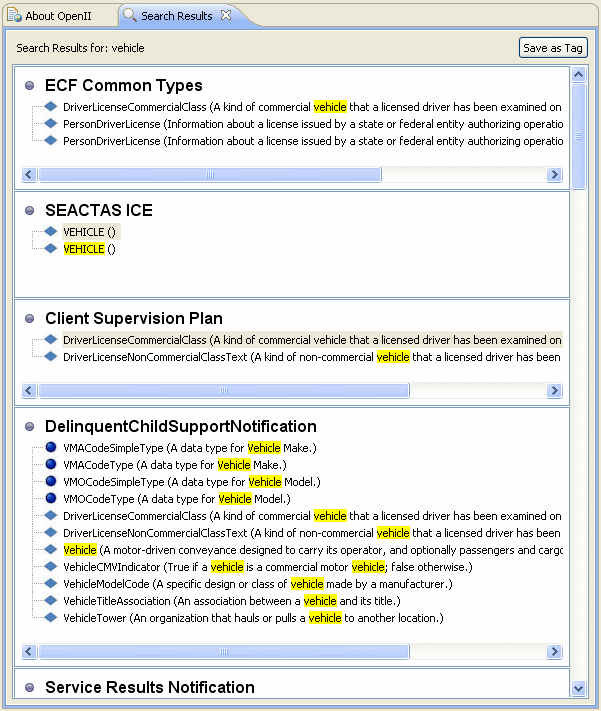 About OpenII
Search Results
Search Results for: vehicle
Save as Tag
ECF Common Types
DriverLicenseCommercialClass (A kind of commercial vehicle that a licensed driver has been examined on
PersonDriverLicense (Information about a license issued by a state or federal entity authorizing operatio
PersonDriverLicense (Information about a license issued by a state or federal entity authorizing operatio
SEACTAS ICE
VEHICLE ()
VEHICLE ()
Client Supervision Plan
DriverLicenseCommercialClass (A kind of commercial vehicle that a licensed driver has been examined on
DriverLicenseNonCommercialClassText (A kind of non-commercial vehicle that a licensed driver has been
DelinquentChildSupportNotification
VMACodeSimpleType (A data type for Vehicle Make.)
VMACodeType (A data type for Vehicle Make.)
VMOCodeSimpleType (A data type for Vehicle Model.)
VMOCodeType (A data type for Vehicle Model.)
DriverLicenseCommercialClass (A kind of commercial vehicle that a licensed driver has been examined on
DriverLicenseNonCommercialClassText (A kind of non-commercial vehicle that a licensed driver has been
Vehicle (A motor-driven conveyance designed to carry its operator, and optionally passengers and cargo
VehicleCMVIndicator (True if a vehicle is a commercial motor vehicle; false otherwise.)
VehicleModelCode (A specific design or class of vehicle made by a manufacturer.)
VehicleTitleAssociation (An association between a vehicle and its title.)
VehicleTower (An organization that hauls or pulls a vehicle to another location.)
Service Results Notification